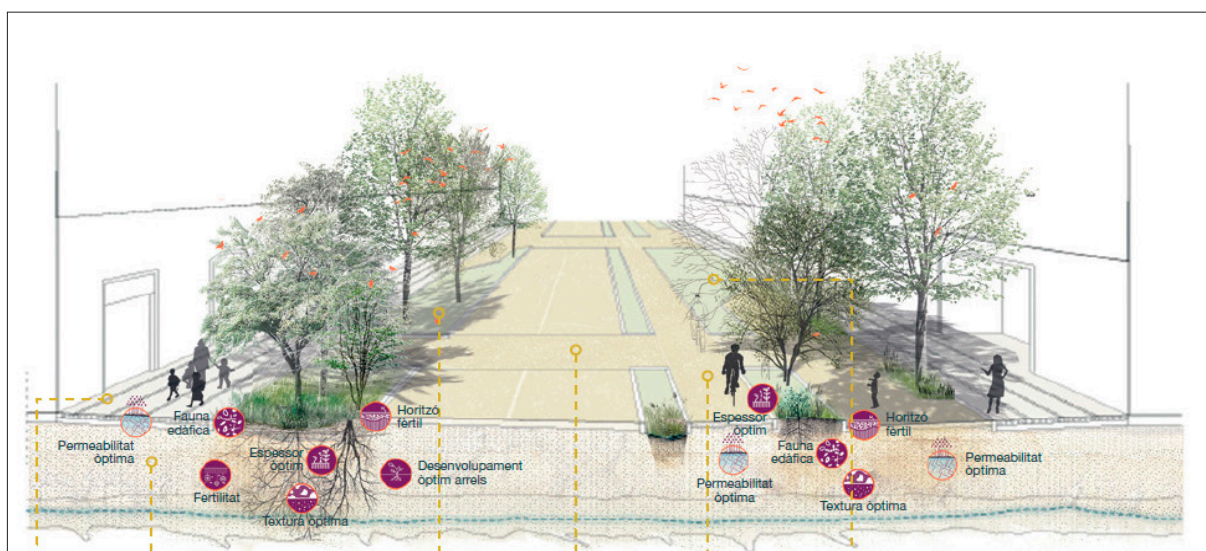 Fauna
edàfica
Horitzó
fèrtil
Permeabilitat
òptima
Espessor
òptim
Fertilitat
Desenvolupament
òptim arrels
Textura òptima
Espessor
òptim
Horitzó
fèrtil
Fauna
edàfica
Permeabilitat
òptima
Permeabilitat
òptima
Textura òptima